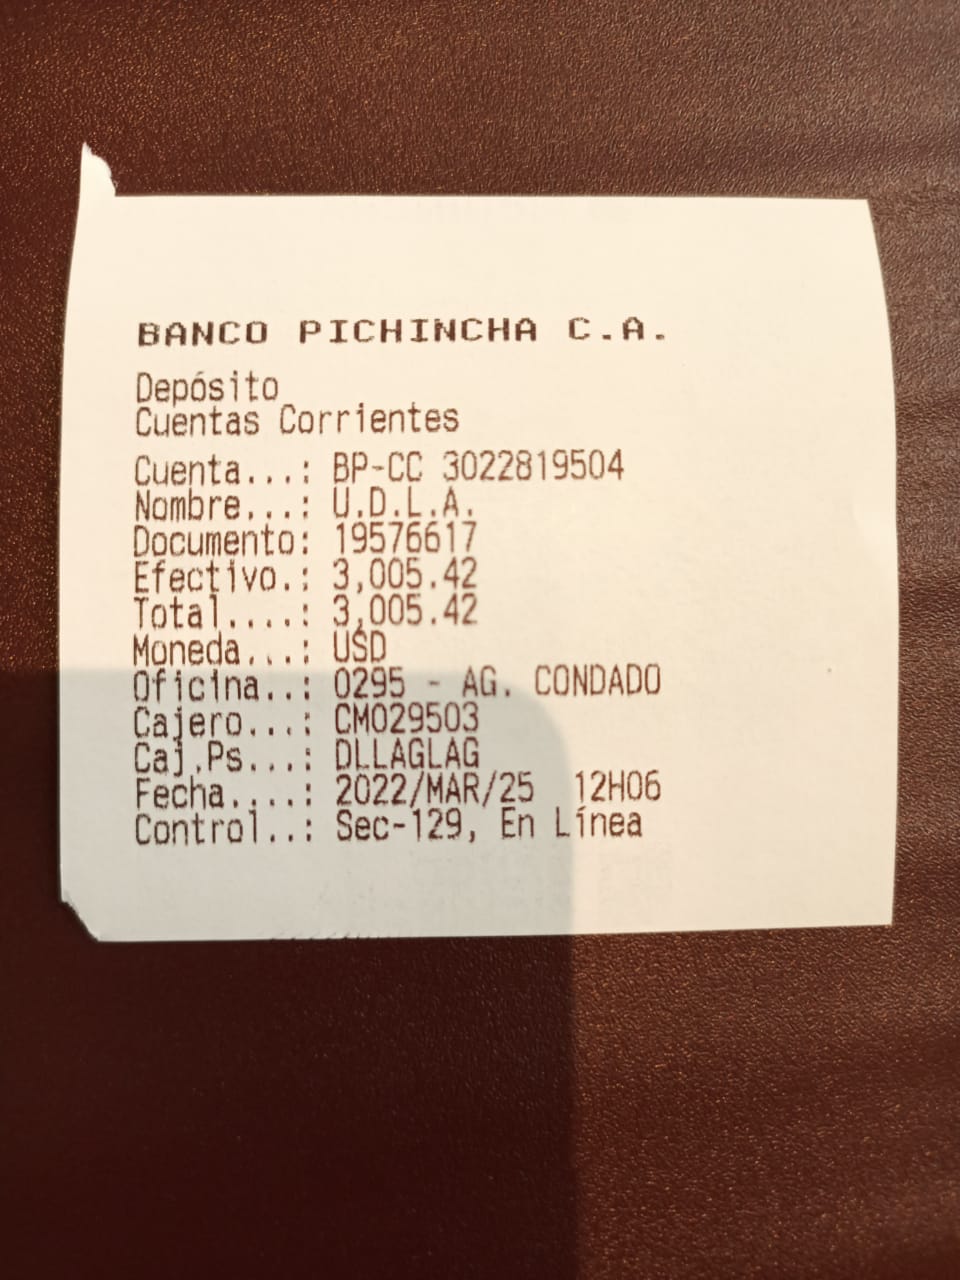 BANCO PICHINCHA C.A.
Depósito
Cuentas Corrientes
Cuenta...: BP-CC 3022819504
Nombre...: U.D.L.A.
Documento: 19576617
Efectivo.: 3,005.42
Total....: 3,005.42
Moneda...: USD
Oficina..: 0295 - AG. CONDADO
Cajero...: CM029503
Caj.Ps...: DLLAGLAG
Fecha....: 2022/MAR/25  12H06
Control..: Sec-129, En Línea